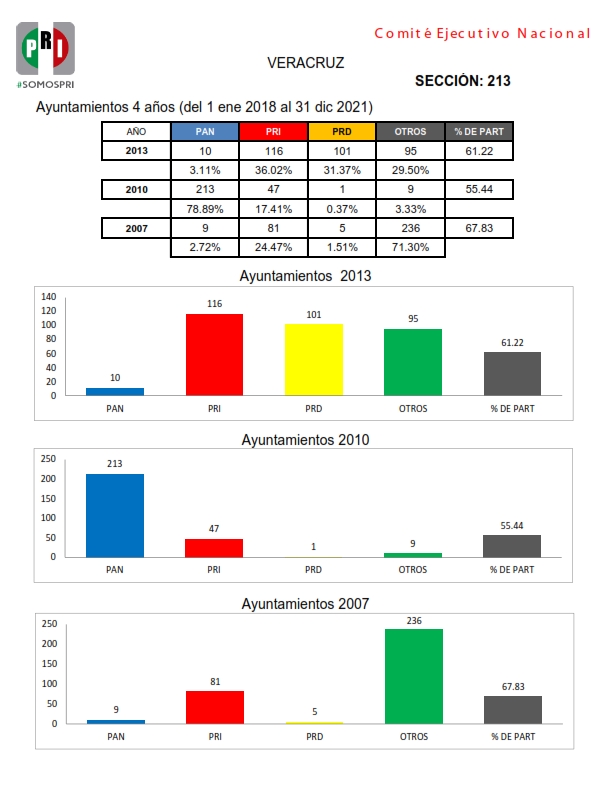 Comité Ejecutivo Nacional
PRI
#SOMOSPRI
VERACRUZ
SECCIÓN: 213
Ayuntamientos 4 años (del 1 ene 2018 al 31 dic 2021)
AÑO PAN PRI PRD OTROS % DE PART
2013 10 116 101 95 61.22
3.11% 36.02% 31.37% 29.50%
2010 213 47 1 9 55.44
78.89% 17.41% 0.37% 3.33%
2007 9 81 5 236 67.83
2.72% 24.47% 1.51% 71.30%
Ayuntamientos 2013
140
120
100
80
60
40
20
0
10 116 101 95 61.22
PAN PRI PRD OTROS % DE PART
Ayuntamientos 2010
250
200
150
100
50
0
213 47 1 9 55.44
PAN PRI PRD OTROS % DE PART
Ayuntamientos 2007
250
200
150
100
50
0
9 81 5 236 67.83
PAN PRI PRD OTROS % DE PART